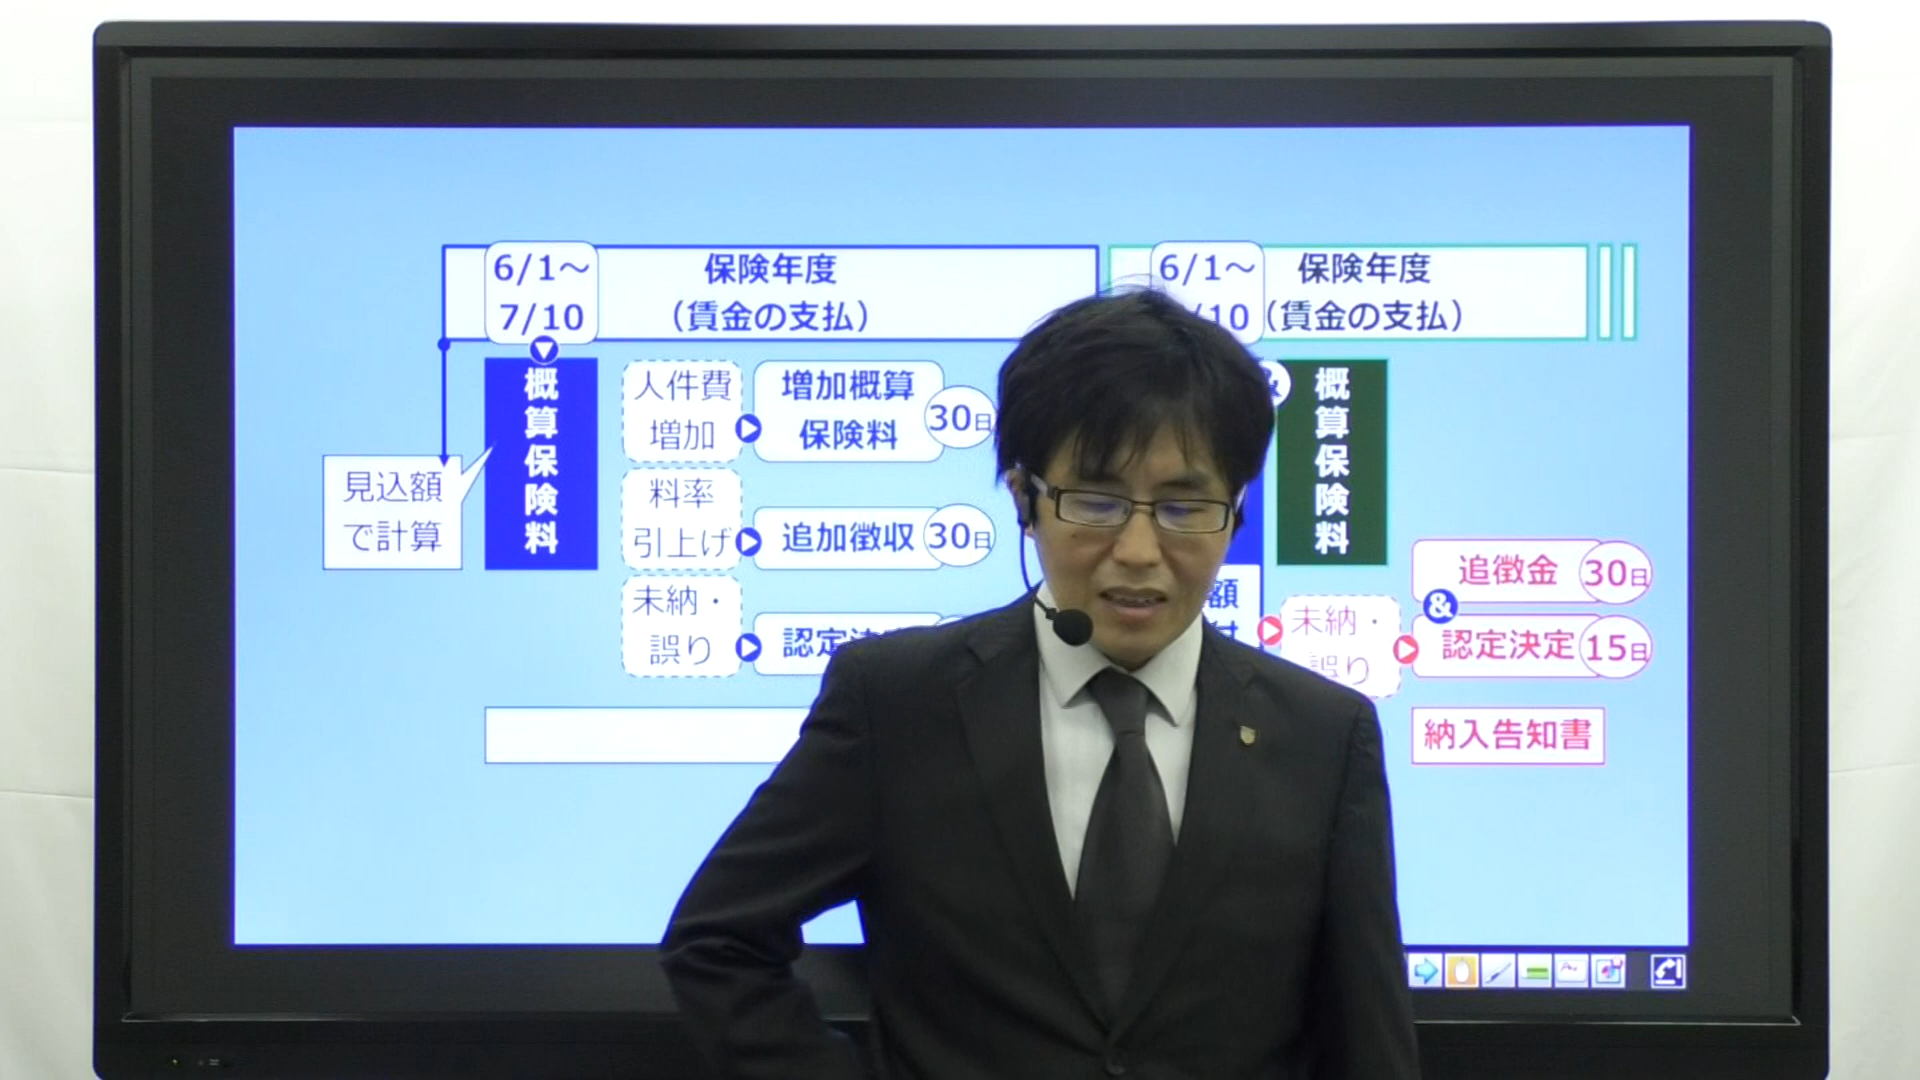 6/1～
7/10
保険年度
（賃金の支払）
6/1～
/10
保険年度
（賃金の支払）
概算保険料
見込額
で計算
人件費
増加
増加概算
保険料
30日
料率
引上げ
追加徴収
30日
未納・
誤り
認定
&
概算保険料
額
付
未納・
誤り
追徴金
30日
&
認定決定
15日
納入告知書